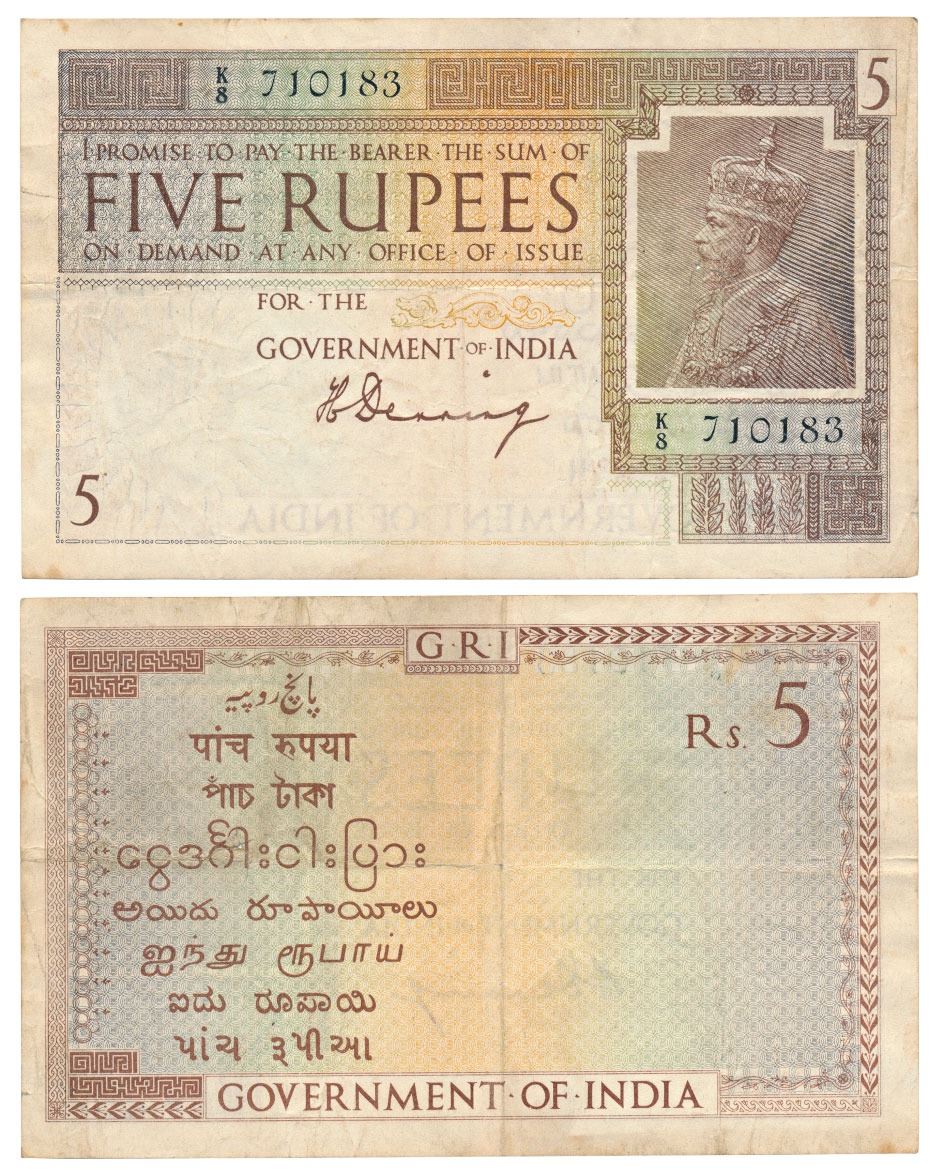 K/8 710183
5
I PROMISE TO PAY · THE · BEARER · THE · SUM · OF
FIVE RUPEES
ON · DEMAND · AT · ANY · OFFICE · OF · ISSUE
FOR · THE
GOVERNMENT · OF · INDIA
H Denning
K/8 710183
5
G · R · I
پانچ روپیہ
Rs. 5
पांच रुपया
পাঁচ টাকা
ငွေဒင်္ဂါးငါးပြား
అయిదు రూపాయీలు
ஐந்து ரூபாய்
ಐದು ರೂಪಾಯಿ
પાંચ રૂપીઆ
GOVERNMENT · OF · INDIA